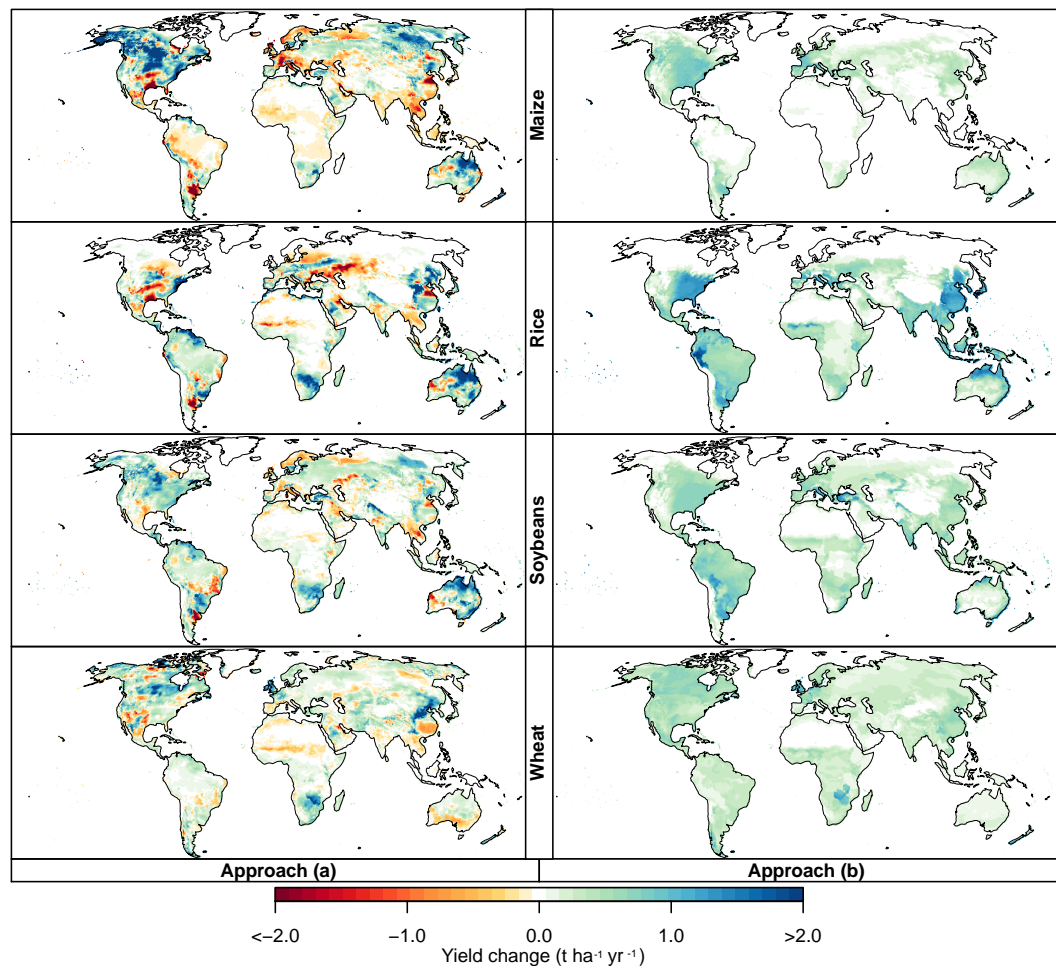 Maize
Rice
Soybeans
Wheat
Approach (a) Approach (b)
<−2.0 −1.0 0.0 1.0 >2.0
Yield change (t ha⁻¹ yr⁻¹)